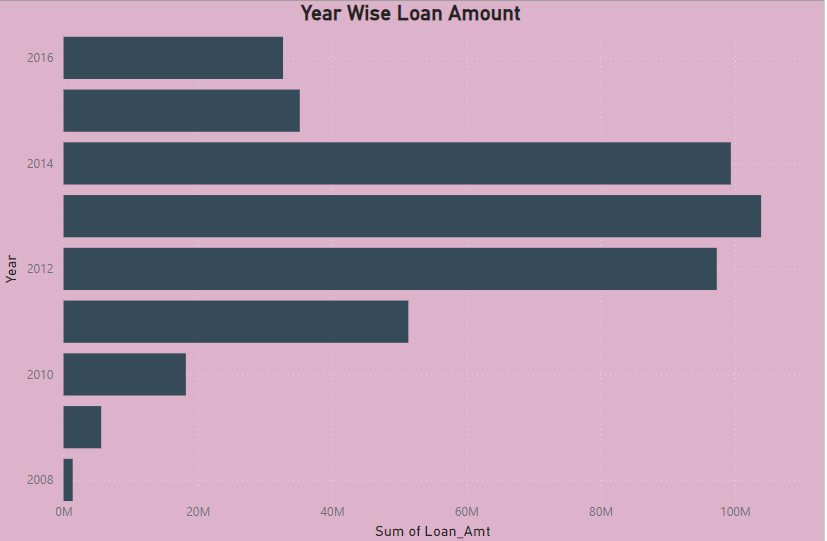 Year Wise Loan Amount
2016
2014
2012
2010
2008
Year
0M 20M 40M 60M 80M 100M
Sum of Loan_Amt